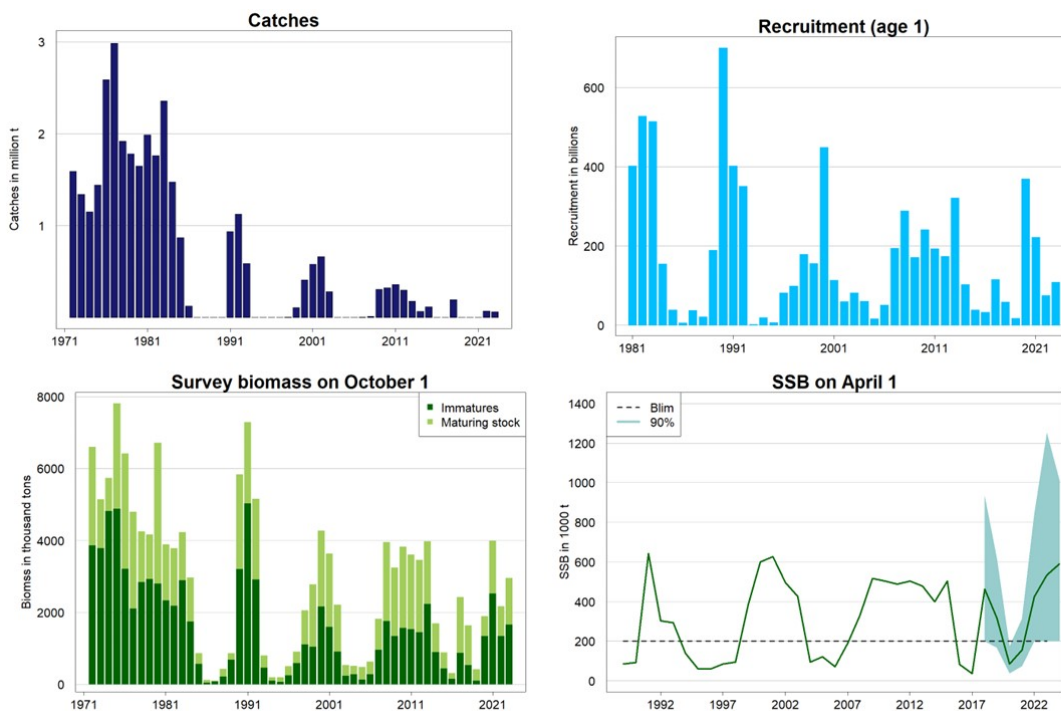 Catches
Catches in million t
3
2
1
1971 1981 1991 2001 2011 2021
Recruitment (age 1)
Recruitment in billions
600
400
200
0
1981 1991 2001 2011 2021
Survey biomass on October 1
Biomss in thousand tons
8000
6000
4000
2000
0
Immatures
Maturing stock
1971 1981 1991 2001 2011 2021
SSB on April 1
SSB in 1000 t
1400
1200
1000
800
600
400
200
0
Blim
90%
1992 1997 2002 2007 2012 2017 2022